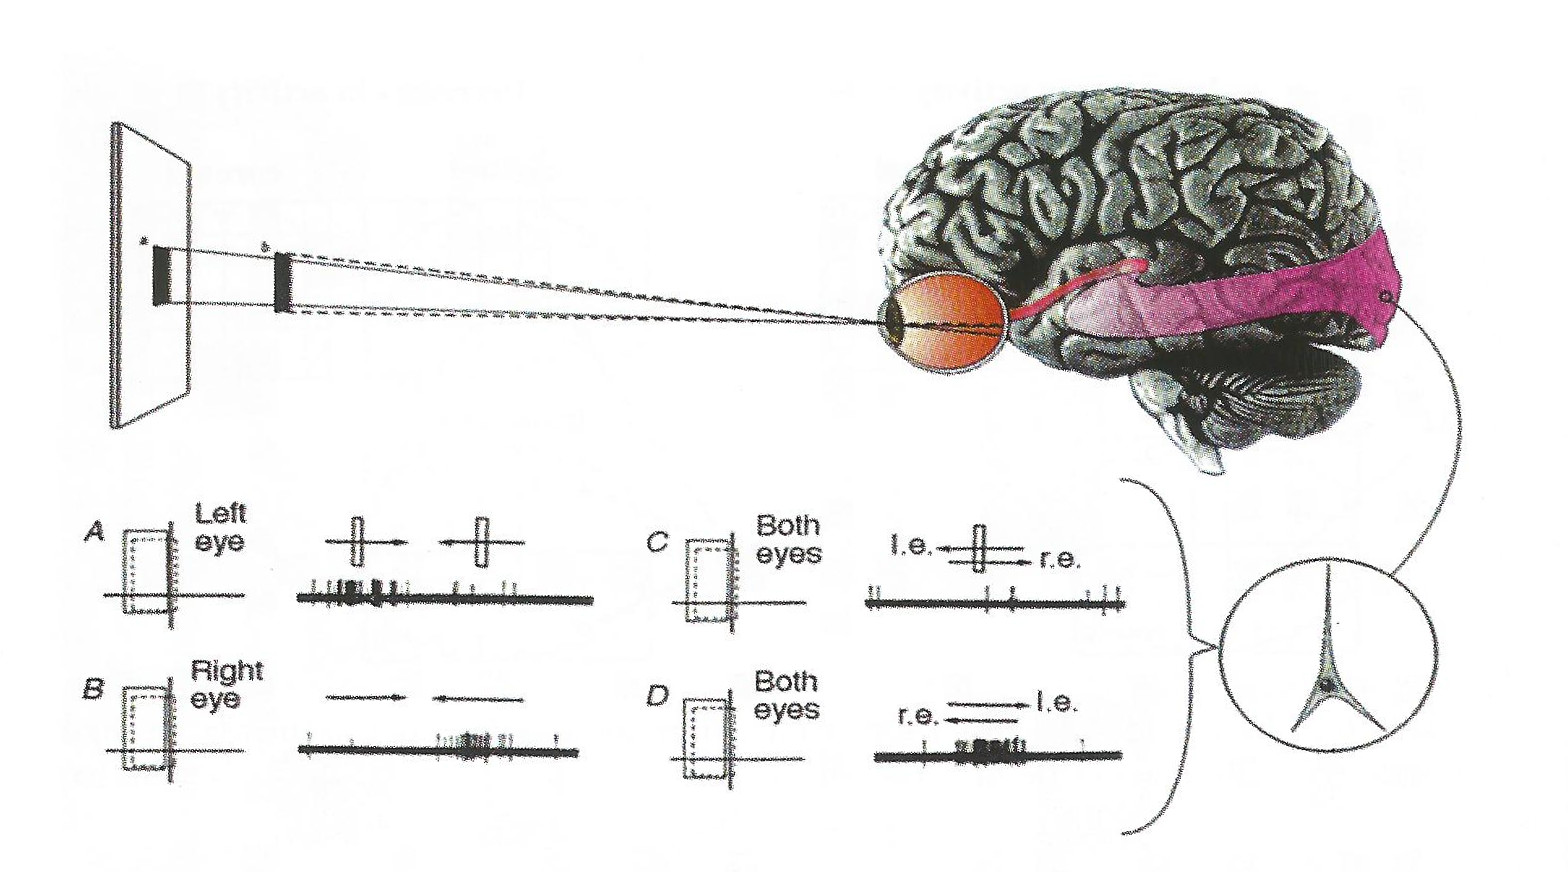 a
b
A
Left
eye
C
Both
eyes
l.e.
r.e.
B
Right
eye
D
Both
eyes
l.e.
r.e.